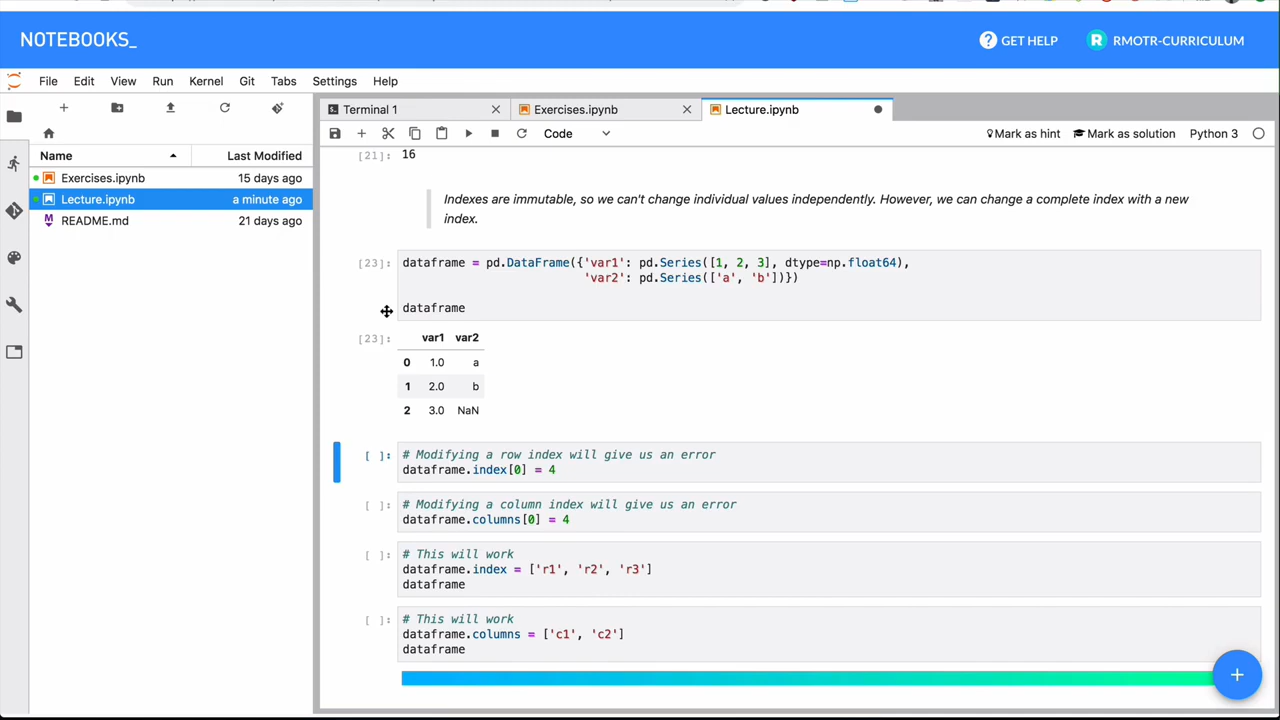 NOTEBOOKS_
GET HELP
R RMOTR-CURRICULUM
File Edit View Run Kernel Git Tabs Settings Help
Name Last Modified
Exercises.ipynb 15 days ago
Lecture.ipynb a minute ago
README.md 21 days ago
Terminal 1
Exercises.ipynb
Lecture.ipynb
Code
Mark as hint Mark as solution Python 3
[21]: 16
Indexes are immutable, so we can't change individual values independently. However, we can change a complete index with a new
index.
[23]: dataframe = pd.DataFrame({'var1': pd.Series([1, 2, 3], dtype=np.float64),
'var2': pd.Series(['a', 'b'])})
dataframe
[23]: var1 var2
0 1.0 a
1 2.0 b
2 3.0 NaN
[ ]: # Modifying a row index will give us an error
dataframe.index[0] = 4
[ ]: # Modifying a column index will give us an error
dataframe.columns[0] = 4
[ ]: # This will work
dataframe.index = ['r1', 'r2', 'r3']
dataframe
[ ]: # This will work
dataframe.columns = ['c1', 'c2']
dataframe